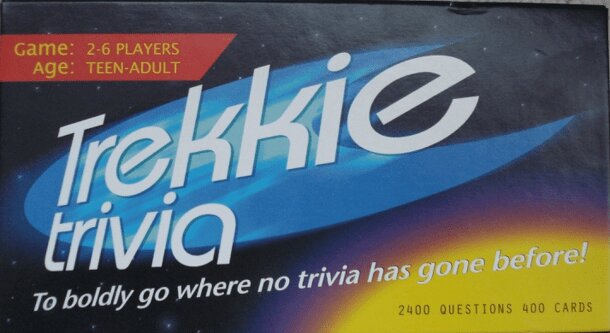 Game: 2-6 PLAYERS
Age: TEEN-ADULT
Trekkie
trivia
To boldly go where no trivia has gone before!
2400 QUESTIONS 400 CARDS